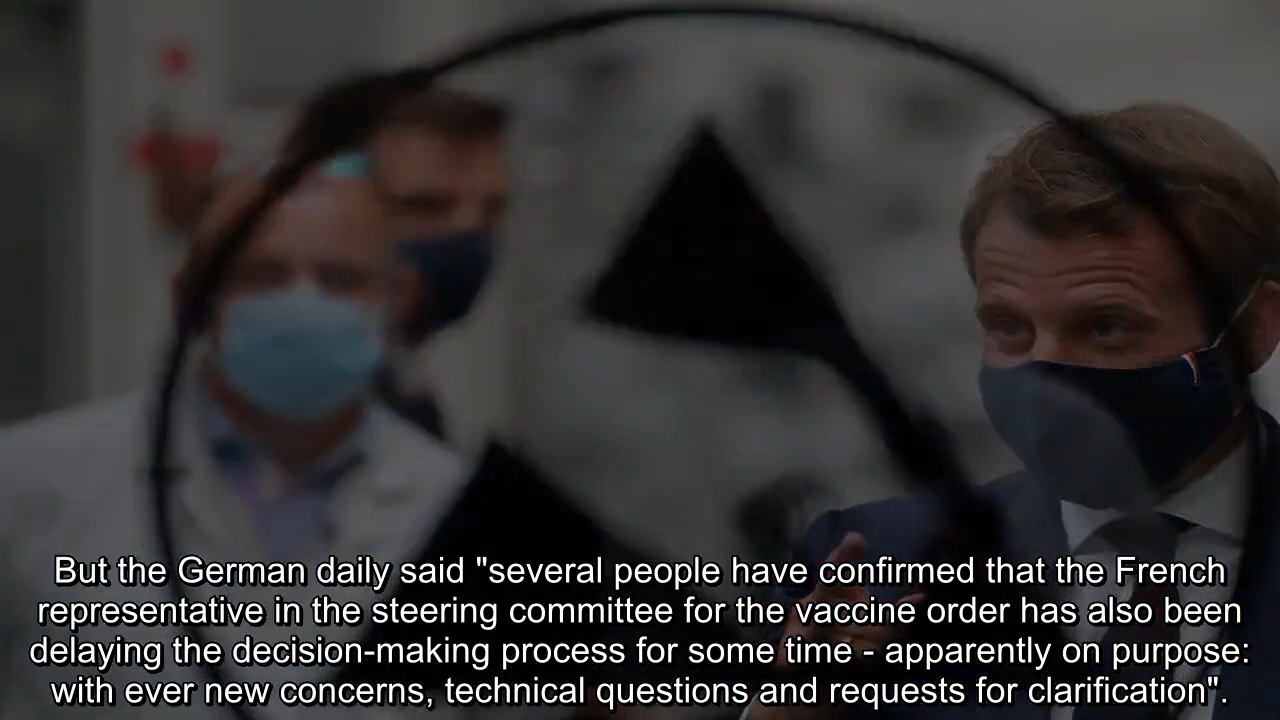 But the German daily said "several people have confirmed that the French
representative in the steering committee for the vaccine order has also been
delaying the decision-making process for some time - apparently on purpose:
with ever new concerns, technical questions and requests for clarification".